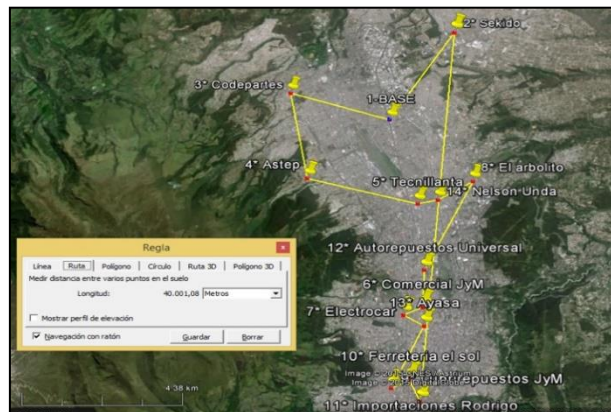 2° Sekido
3° Codepartes
1-BASE
4° Astep
8° El árbolito
5° Tecnillanta
14° Nelson Unda
12° Autorepuestos Universal
6° Comercial JyM
13° Ayasa
7° Electrocar
10° Ferreteria el sol
repuestos JyM
11° Importaciones Rodrigo
Regla
Línea Ruta Polígono Círculo Ruta 3D Polígono 3D
Medir distancia entre varios puntos en el suelo
Longitud: 40.001,08 Metros
Mostrar perfil de elevación
Navegación con ratón Guardar Borrar
4.38 km